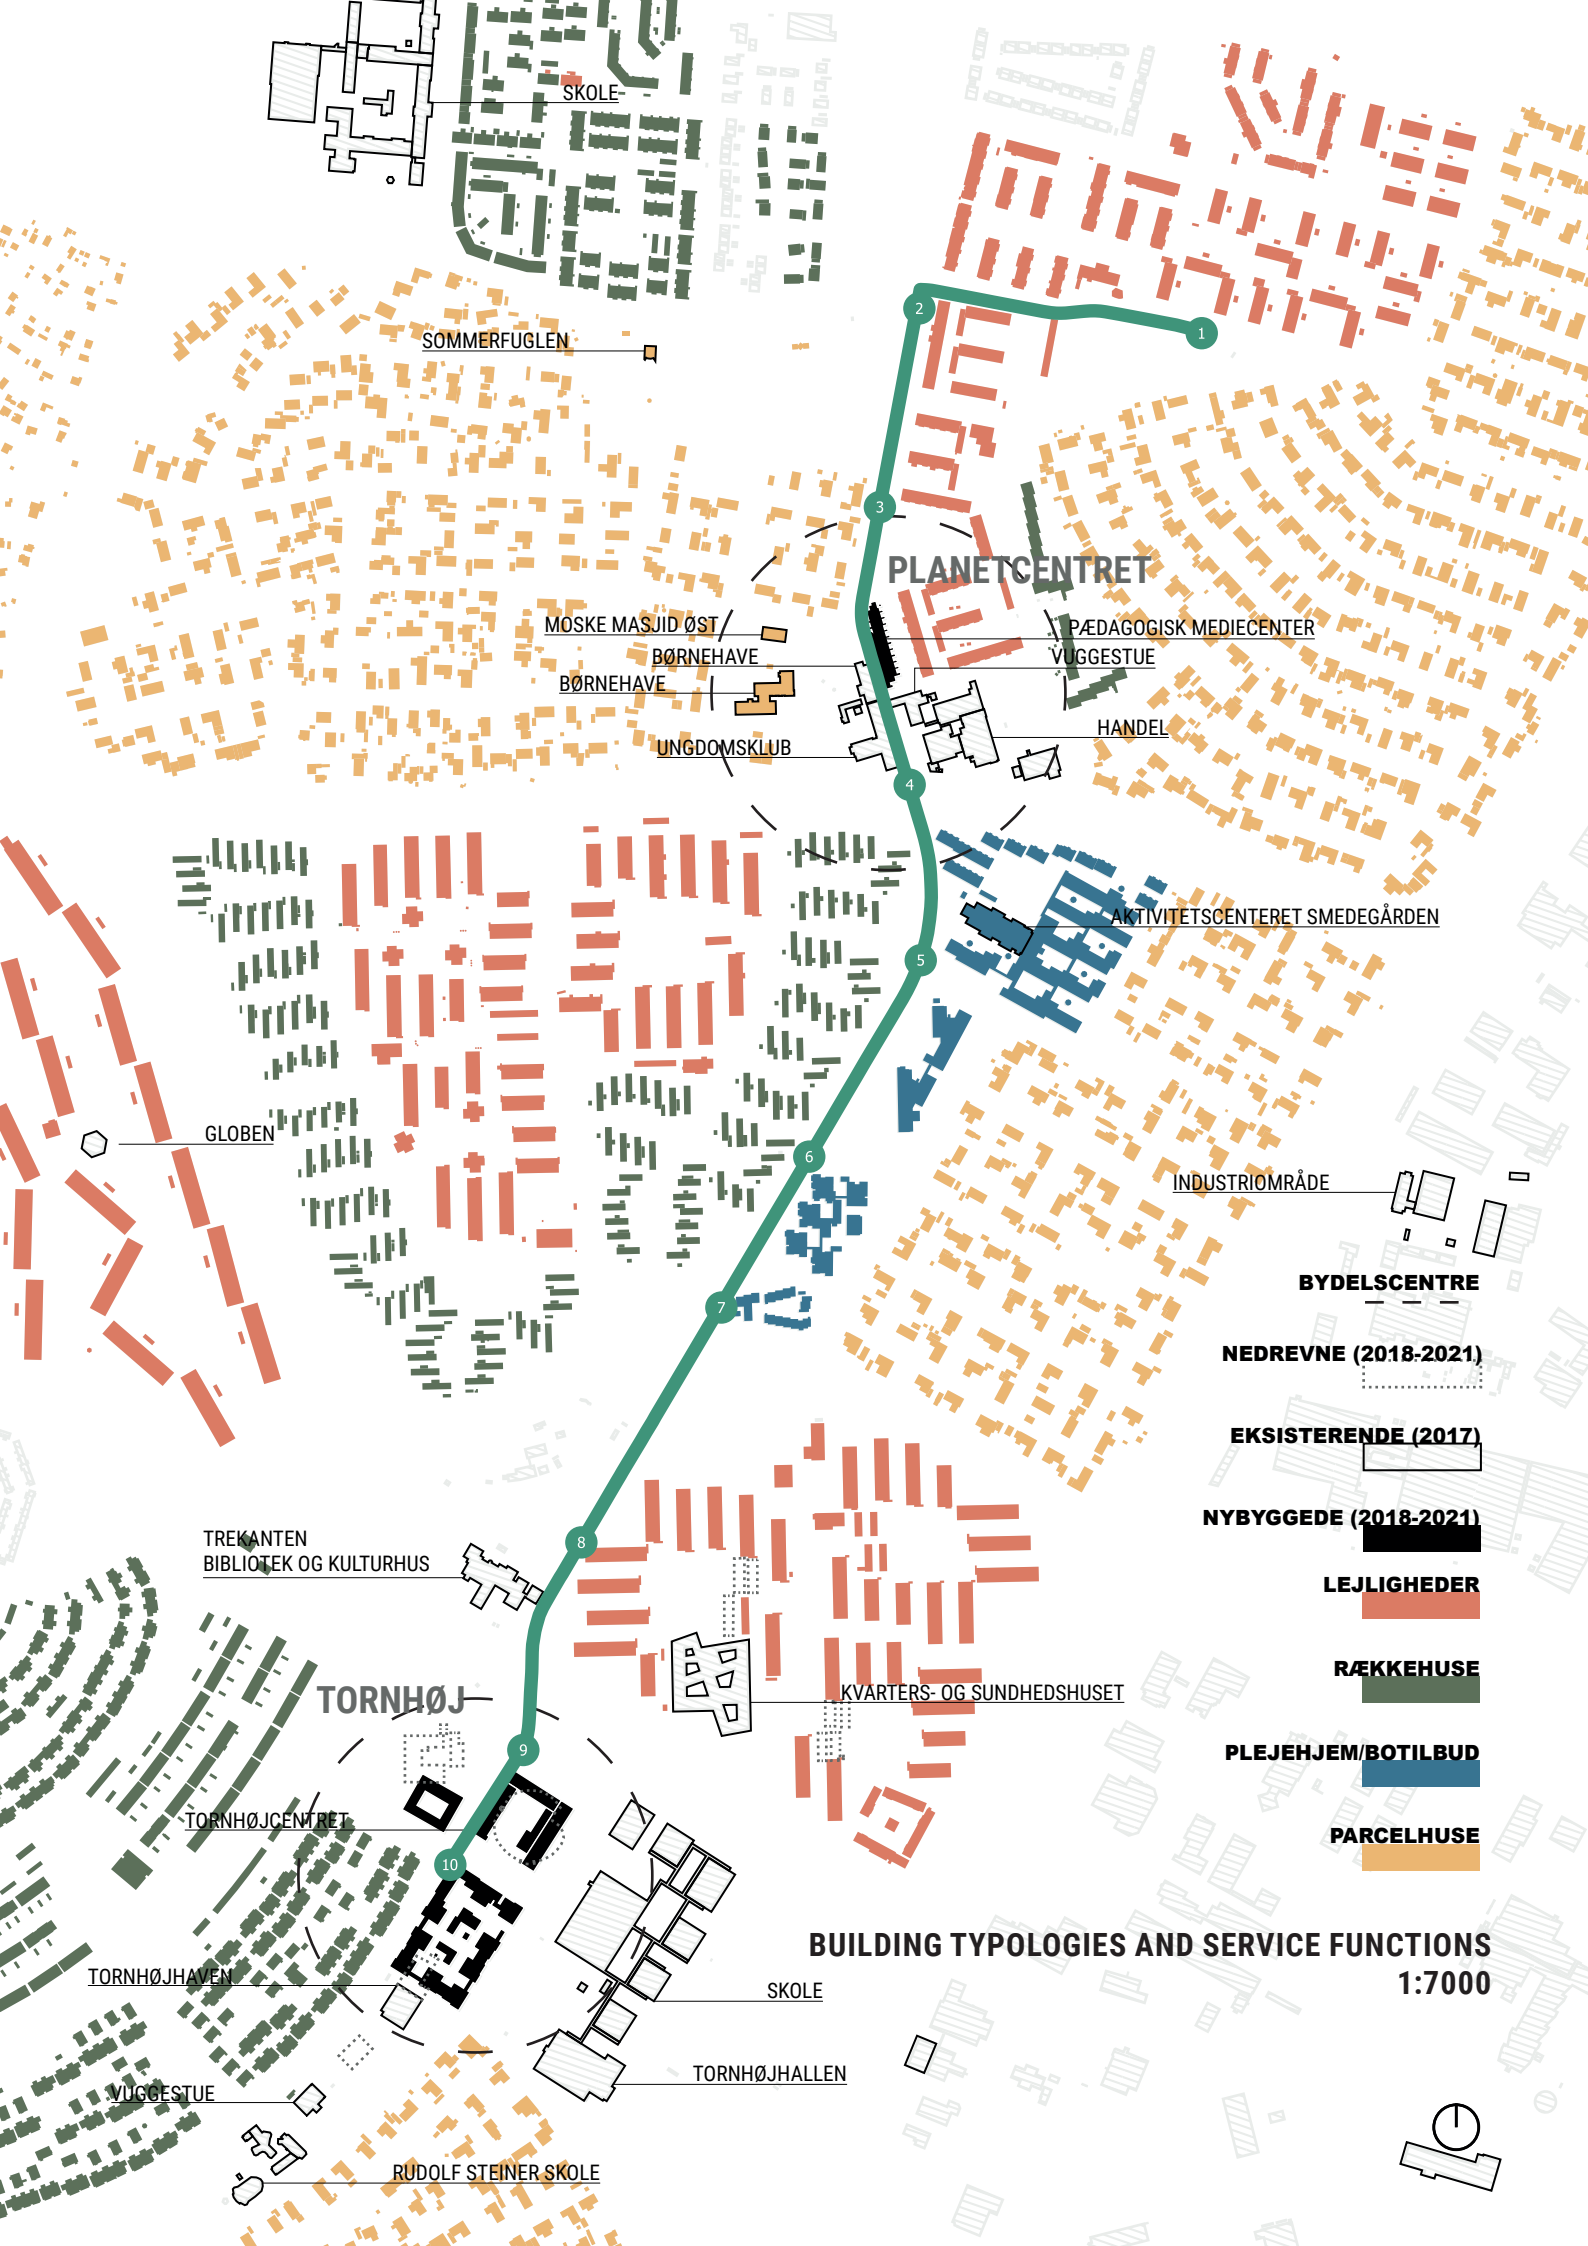 SKOLE
2
1
SOMMERFUGLEN
3
PLANETCENTRET
MOSKE MASJID ØST
PÆDAGOGISK MEDIECENTER
BØRNEHAVE
VUGGESTUE
BØRNEHAVE
HANDEL
UNGDOMSKLUB
4
AKTIVITETSCENTERET SMEDEGÅRDEN
5
GLOBEN
6
INDUSTRIOMRÅDE
BYDELSCENTRE
7
NEDREVNE (2018-2021)
EKSISTERENDE (2017)
NYBYGGEDE (2018-2021)
TREKANTEN
BIBLIOTEK OG KULTURHUS
8
LEJLIGHEDER
RÆKKEHUSE
KVARTERS- OG SUNDHEDSHUSET
TORNHØJ
9
PLEJEHJEM/BOTILBUD
TORNHØJCENTRET
PARCELHUSE
10
BUILDING TYPOLOGIES AND SERVICE FUNCTIONS
1:7000
TORNHØJHAVEN
SKOLE
TORNHØJHALLEN
VUGGESTUE
RUDOLF STEINER SKOLE